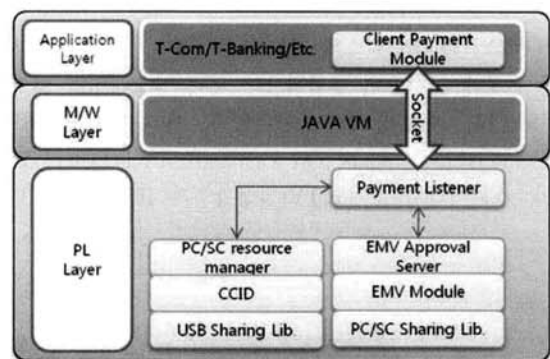 Application
Layer
T-Com/T-Banking/Etc.
Client Payment
Module
M/W
Layer
JAVA VM
Socket
PL
Layer
Payment Listener
PC/SC resource
manager
CCID
USB Sharing Lib.
EMV Approval
Server
EMV Module
PC/SC Sharing Lib.